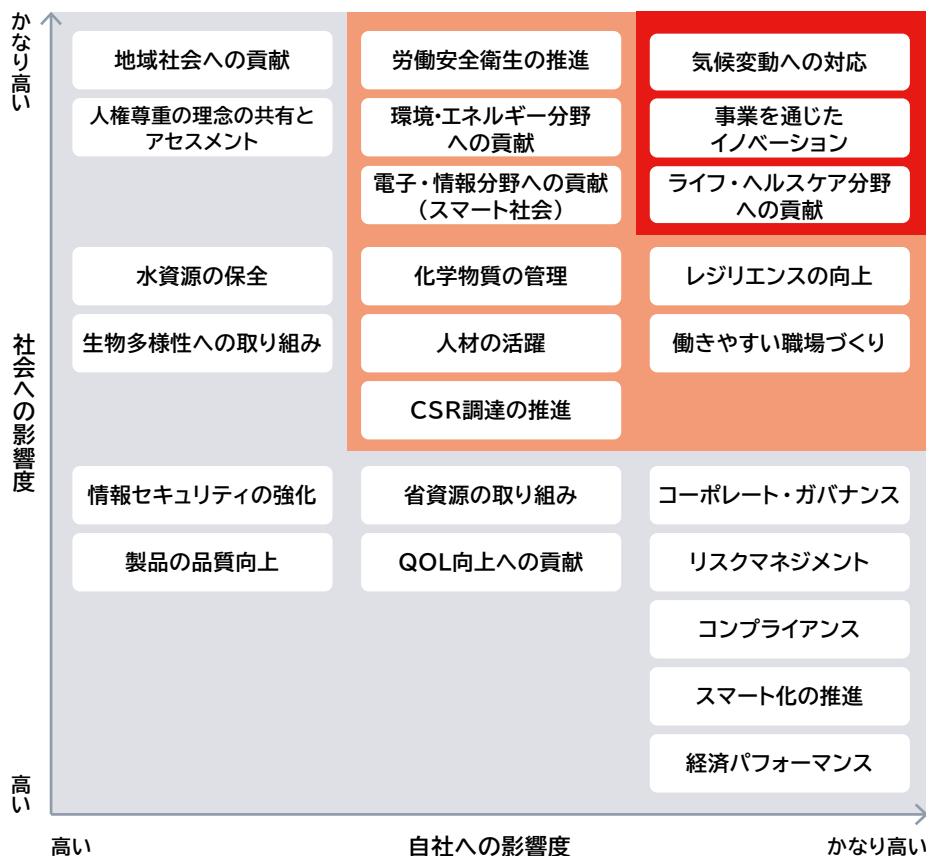 かなり高い
社会への影響度
高い
地域社会への貢献
労働安全衛生の推進
気候変動への対応
人権尊重の理念の共有と
アセスメント
環境・エネルギー分野
への貢献
事業を通じた
イノベーション
電子・情報分野への貢献
（スマート社会）
ライフ・ヘルスケア分野
への貢献
水資源の保全
化学物質の管理
レジリエンスの向上
生物多様性への取り組み
人材の活躍
働きやすい職場づくり
CSR調達の推進
情報セキュリティの強化
省資源の取り組み
コーポレート・ガバナンス
製品の品質向上
QOL向上への貢献
リスクマネジメント
コンプライアンス
スマート化の推進
経済パフォーマンス
高い
自社への影響度
かなり高い